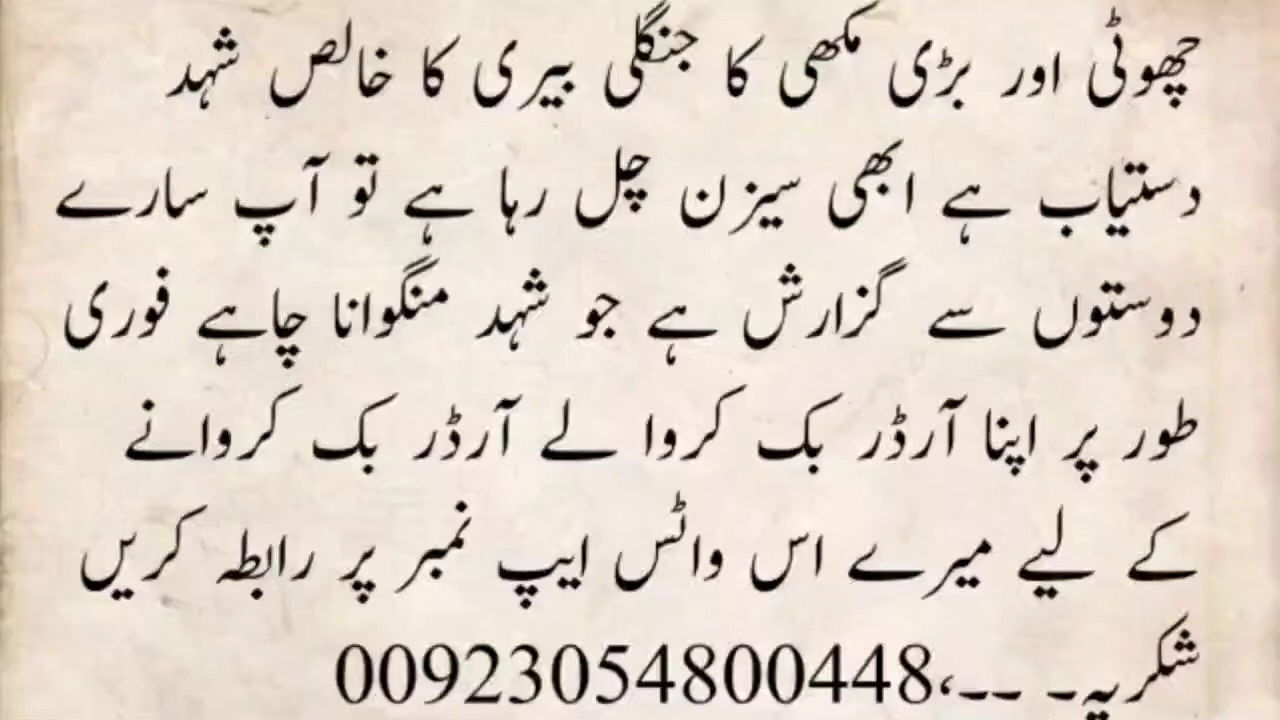 چھوٹی اور بڑی مکھی کا جنگلی بیری کا خالص شہد
دستیاب ہے ابھی سیزن چل رہا ہے تو آپ سارے
دوستوں سے گزارش ہے جو شہد منگوانا چاہے فوری
طور پر اپنا آرڈر بک کروا لے آرڈر بک کروانے
کے لیے میرے اس واٹس ایپ نمبر پر رابطہ کریں
شکریہ۔ ۔۔،00923054800448